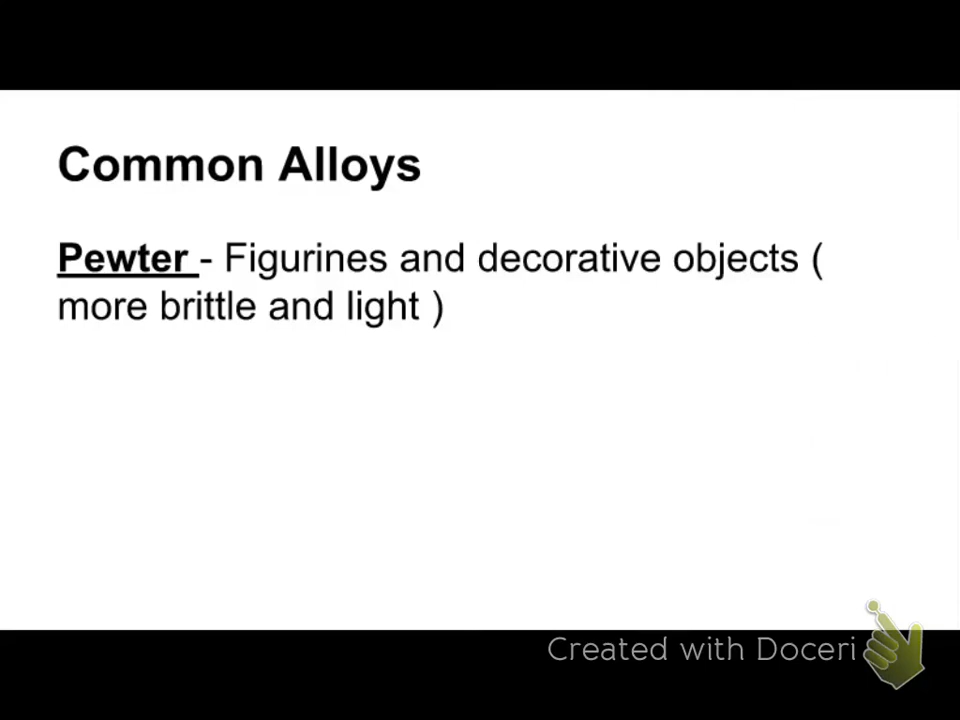 Common Alloys
Pewter - Figurines and decorative objects (
more brittle and light )
Created with Doceri